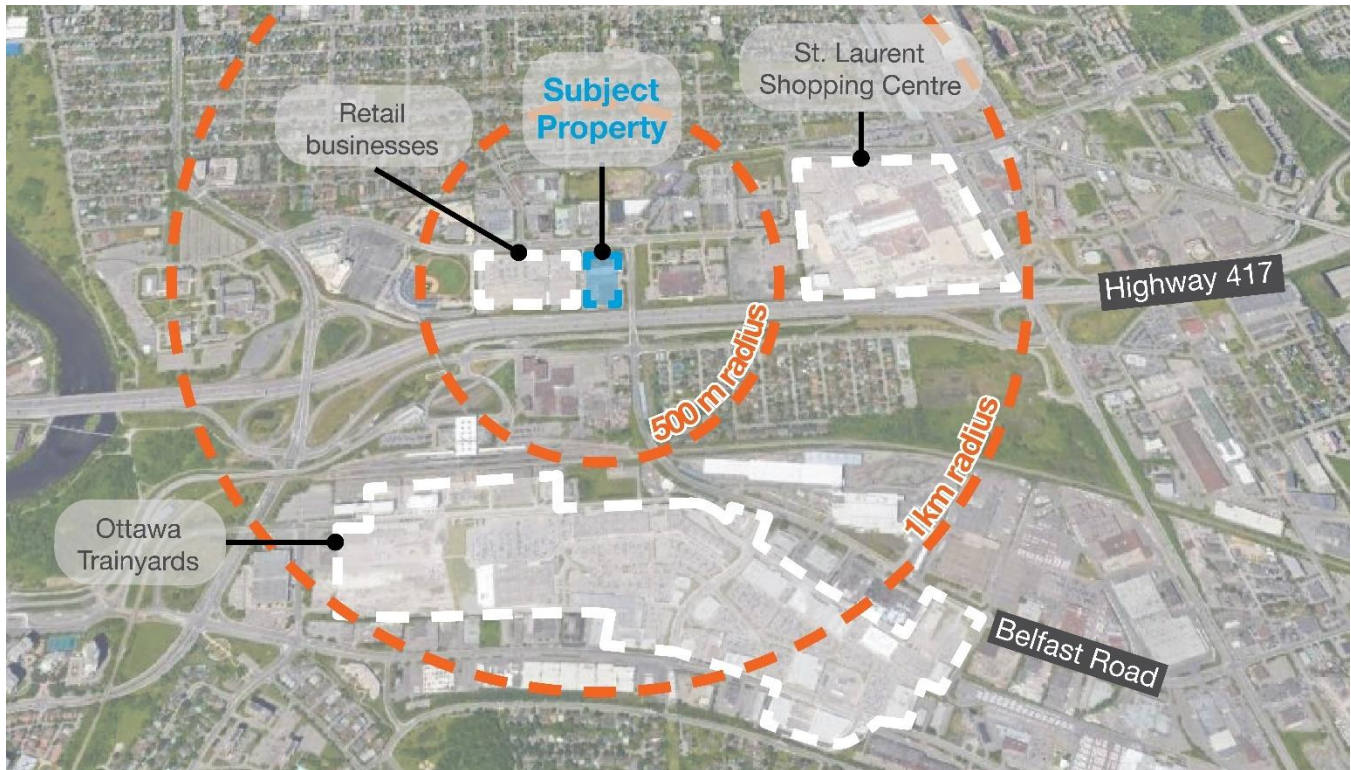 St. Laurent
Shopping Centre
Subject
Property
Retail
businesses
Highway 417
500 m radius
1km radius
Ottawa
Trainyards
Belfast Road